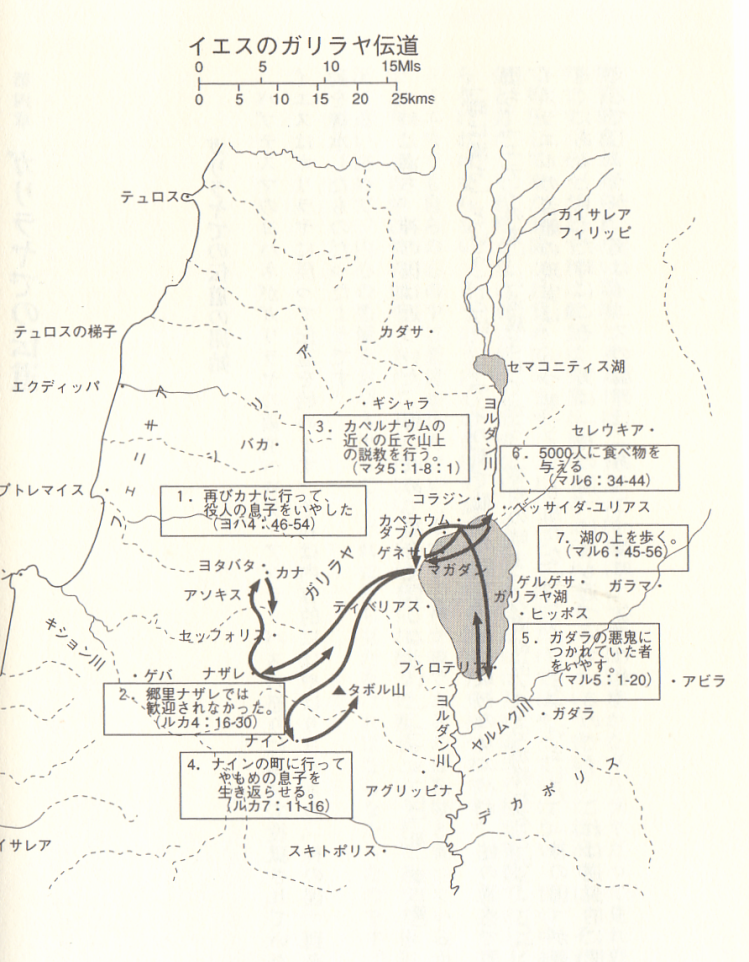 イエスのガリラヤ伝道
0 5 10 15Mls
0 5 10 15 20 25kms
テュロス
カイサレア
フィリッピ
テュロスの梯子
カダサ
セマコニティス湖
エクディッパ
ギシャラ
フェニキア
アリ
バカ
ヨルダン川
セレウキア
3. カペルナウムの
近くの丘で山上
の説教を行う。
(マタ5:1-8:1)
6. 5000人に食べ物を
与える
(マル6:34-44)
プトレマイス
1. 再びカナに行って、
役人の息子をいやした
(ヨハ4:46-54)
コラジン
ベッサイダ-ユリアス
カペナウム
ダブハ
ゲネサレ
7. 湖の上を歩く。
(マル6:45-56)
ヨタバタ
カナ
ガリラヤ
マガダン
アソキス
ゲルゲサ
ガラマ
ガリラヤ湖
ティベリアス
ヒッポス
セッフォリス
キション川
5. ガダラの悪鬼に
つかれていた者
をいやす。
(マル5:1-20)
ゲバ
ナザレ
フィロテリア
アビラ
2. 郷里ナザレでは
歓迎されなかった。
(ルカ4:16-30)
タボル山
ガダラ
ヤルムク川
ヨルダン川
ナイン
4. ナインの町に行って
やもめの息子を
生き返らせる。
(ルカ7:11-16)
アグリッピナ
デカポリス
イサレア
スキトポリス